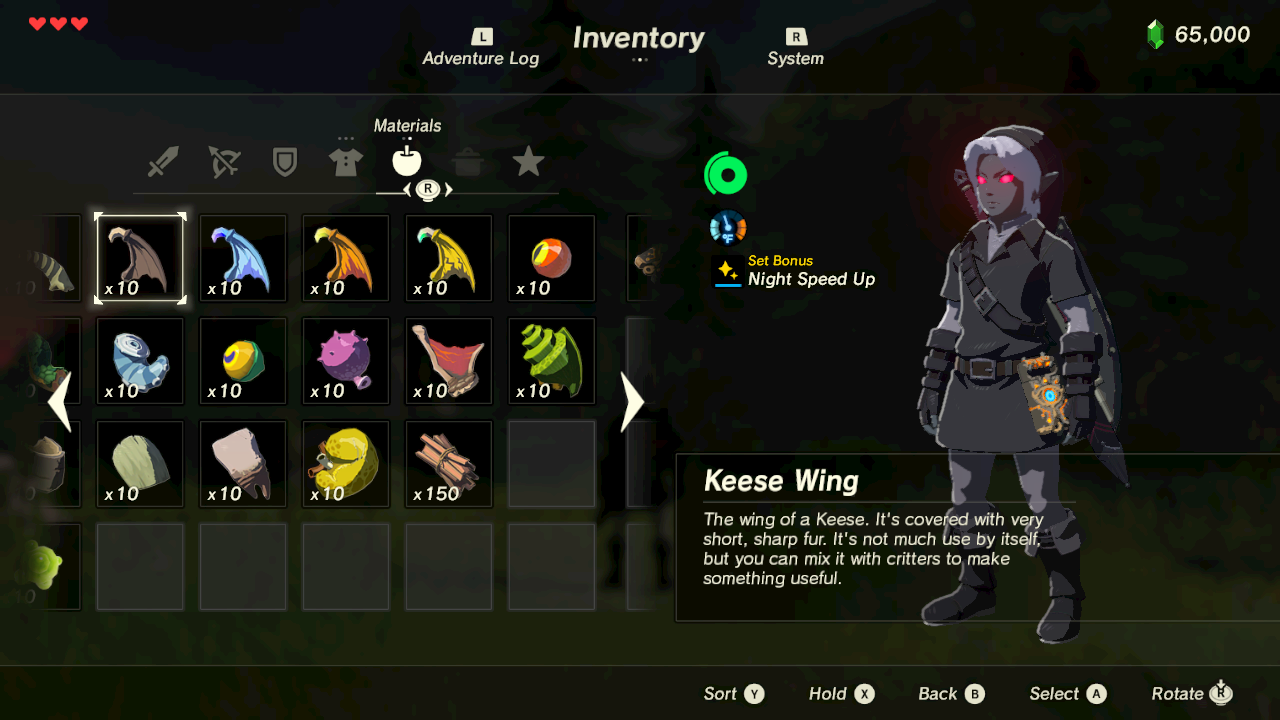 L
Inventory
R
65,000
Adventure Log
System
Materials
R
°F
Set Bonus
Night Speed Up
x10
x10
x10
x10
x10
x10
x10
x10
x10
x10
x10
x10
x10
x150
Keese Wing
The wing of a Keese. It's covered with very
short, sharp fur. It's not much use by itself,
but you can mix it with critters to make
something useful.
Sort Y
Hold X
Back B
Select A
Rotate R